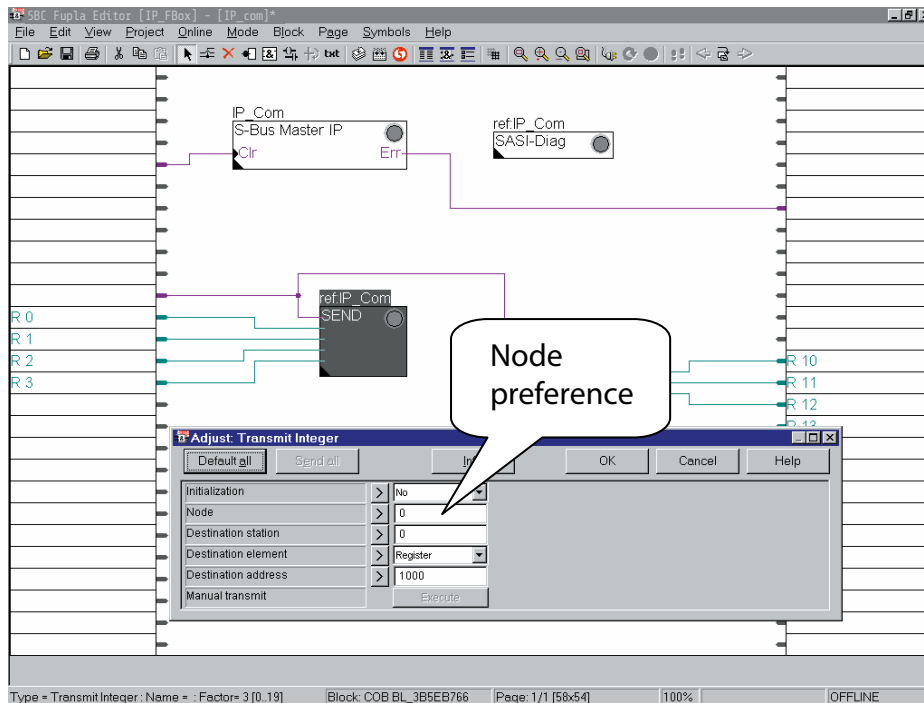 SBC Fupla Editor [IP_FBox] - [IP_com]*
File Edit View Project Online Mode Block Page Symbols Help
txt
IP_Com
S-Bus Master IP
Clr Err
ref:IP_Com
SASI-Diag
ref:IP_Com
SEND
R 0
R 1
R 2
R 3
Node
preference
R 10
R 11
R 12
Adjust: Transmit Integer
Default all Send all OK Cancel Help
Initialization No
Node 0
Destination station 0
Destination element Register
Destination address 1000
Manual transmit Execute
Type = Transmit Integer : Name = : Factor= 3 [0..19] Block: COB BL_3B5EB766 Page: 1/1 [58x54] 100% OFFLINE